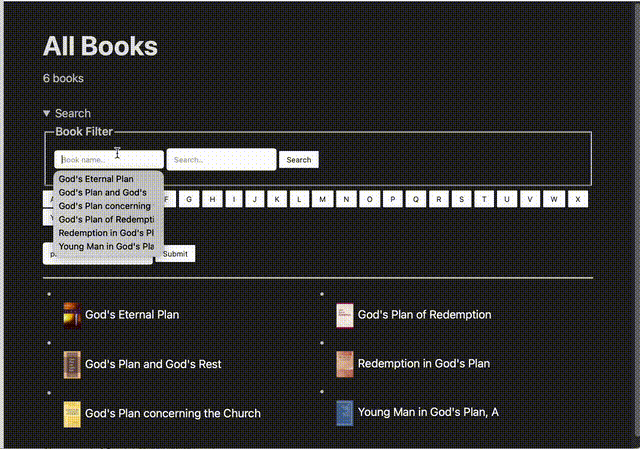 All Books
6 books
▼ Search
Book Filter
Book name..
Search..
Search
God's Eternal Plan
God's Plan and God's
God's Plan concerning
God's Plan of Redempti
Redemption in God's Pl
Young Man in God's Pla
F G H I J K L M N O P Q R S T U V W X
Submit
God's Eternal Plan
God's Plan of Redemption
God's Plan and God's Rest
Redemption in God's Plan
God's Plan concerning the Church
Young Man in God's Plan, A